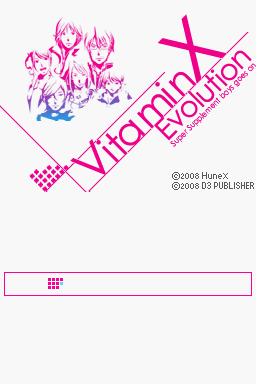 VitaminX
Evolution
Super Supplement boys goes on
©2008 HuneX
©2008 D3 PUBLISHER